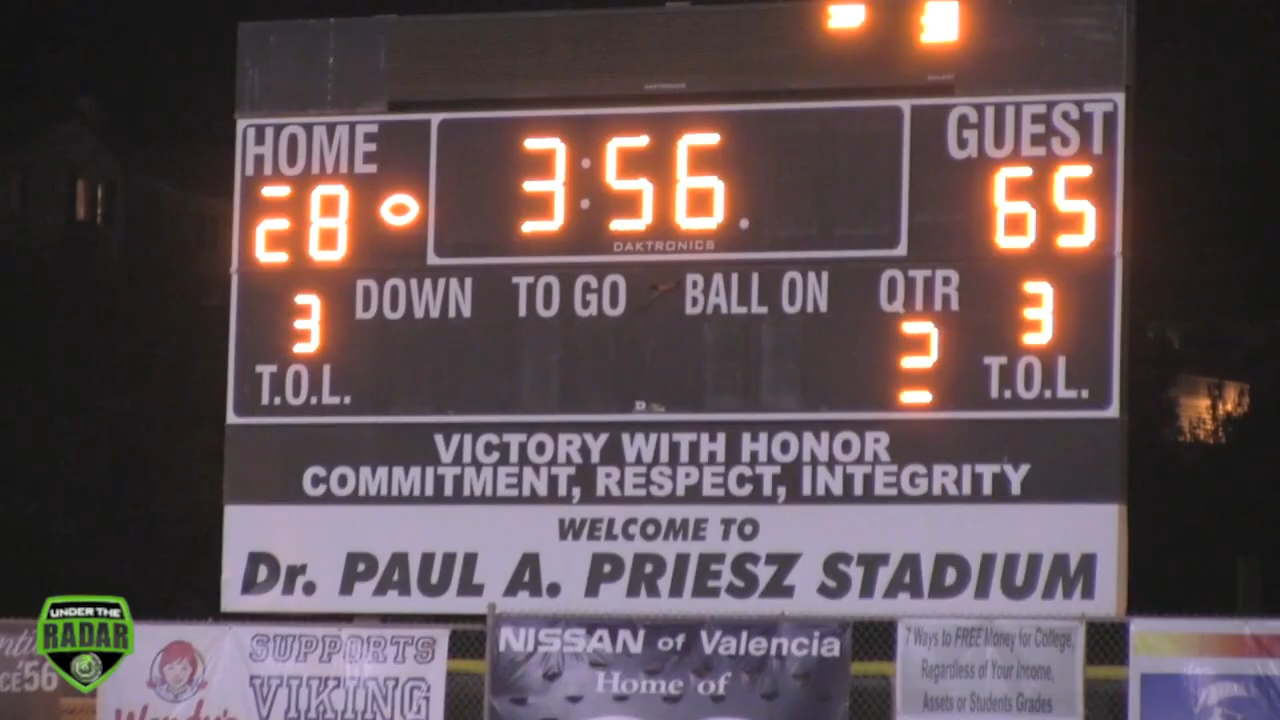 HOME
3:56
GUEST
28
65
DAKTRONICS
DOWN TO GO BALL ON QTR
3
3
T.O.L.
T.O.L.
VICTORY WITH HONOR
COMMITMENT, RESPECT, INTEGRITY
WELCOME TO
Dr. PAUL A. PRIESZ STADIUM
UNDER THE
RADAR
'56
Wendy's
SUPPORTS
VIKING
NISSAN of Valencia
Home of
7 Ways to FREE Money for College,
Regardless of Your Income,
Assets or Students Grades